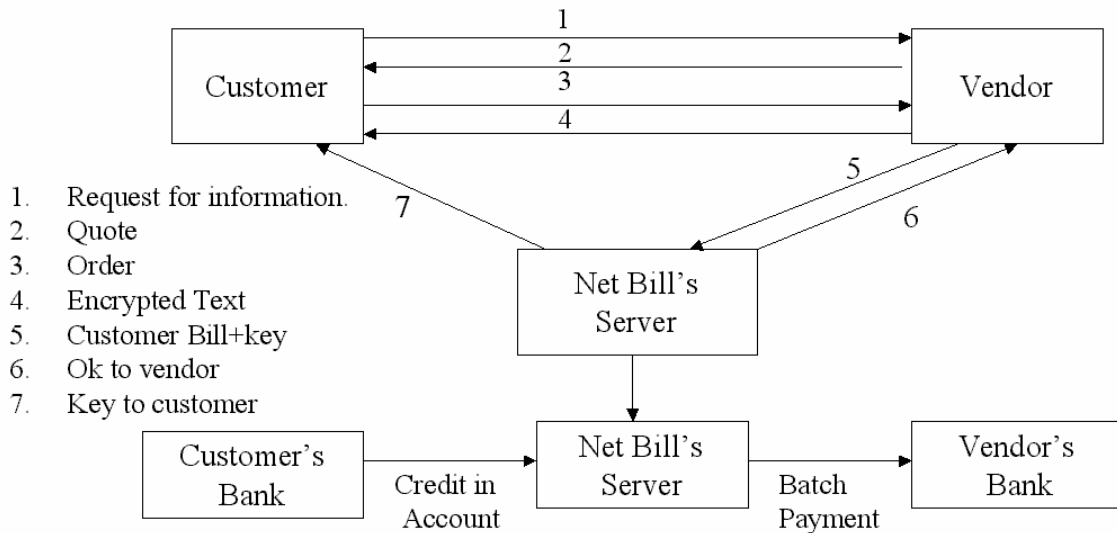 1
2
3
4
Customer
Vendor
5
6
7
1. Request for information.
2. Quote
3. Order
4. Encrypted Text
5. Customer Bill+key
6. Ok to vendor
7. Key to customer
Net Bill’s
Server
Customer’s
Bank
Credit in
Account
Net Bill’s
Server
Batch
Payment
Vendor’s
Bank